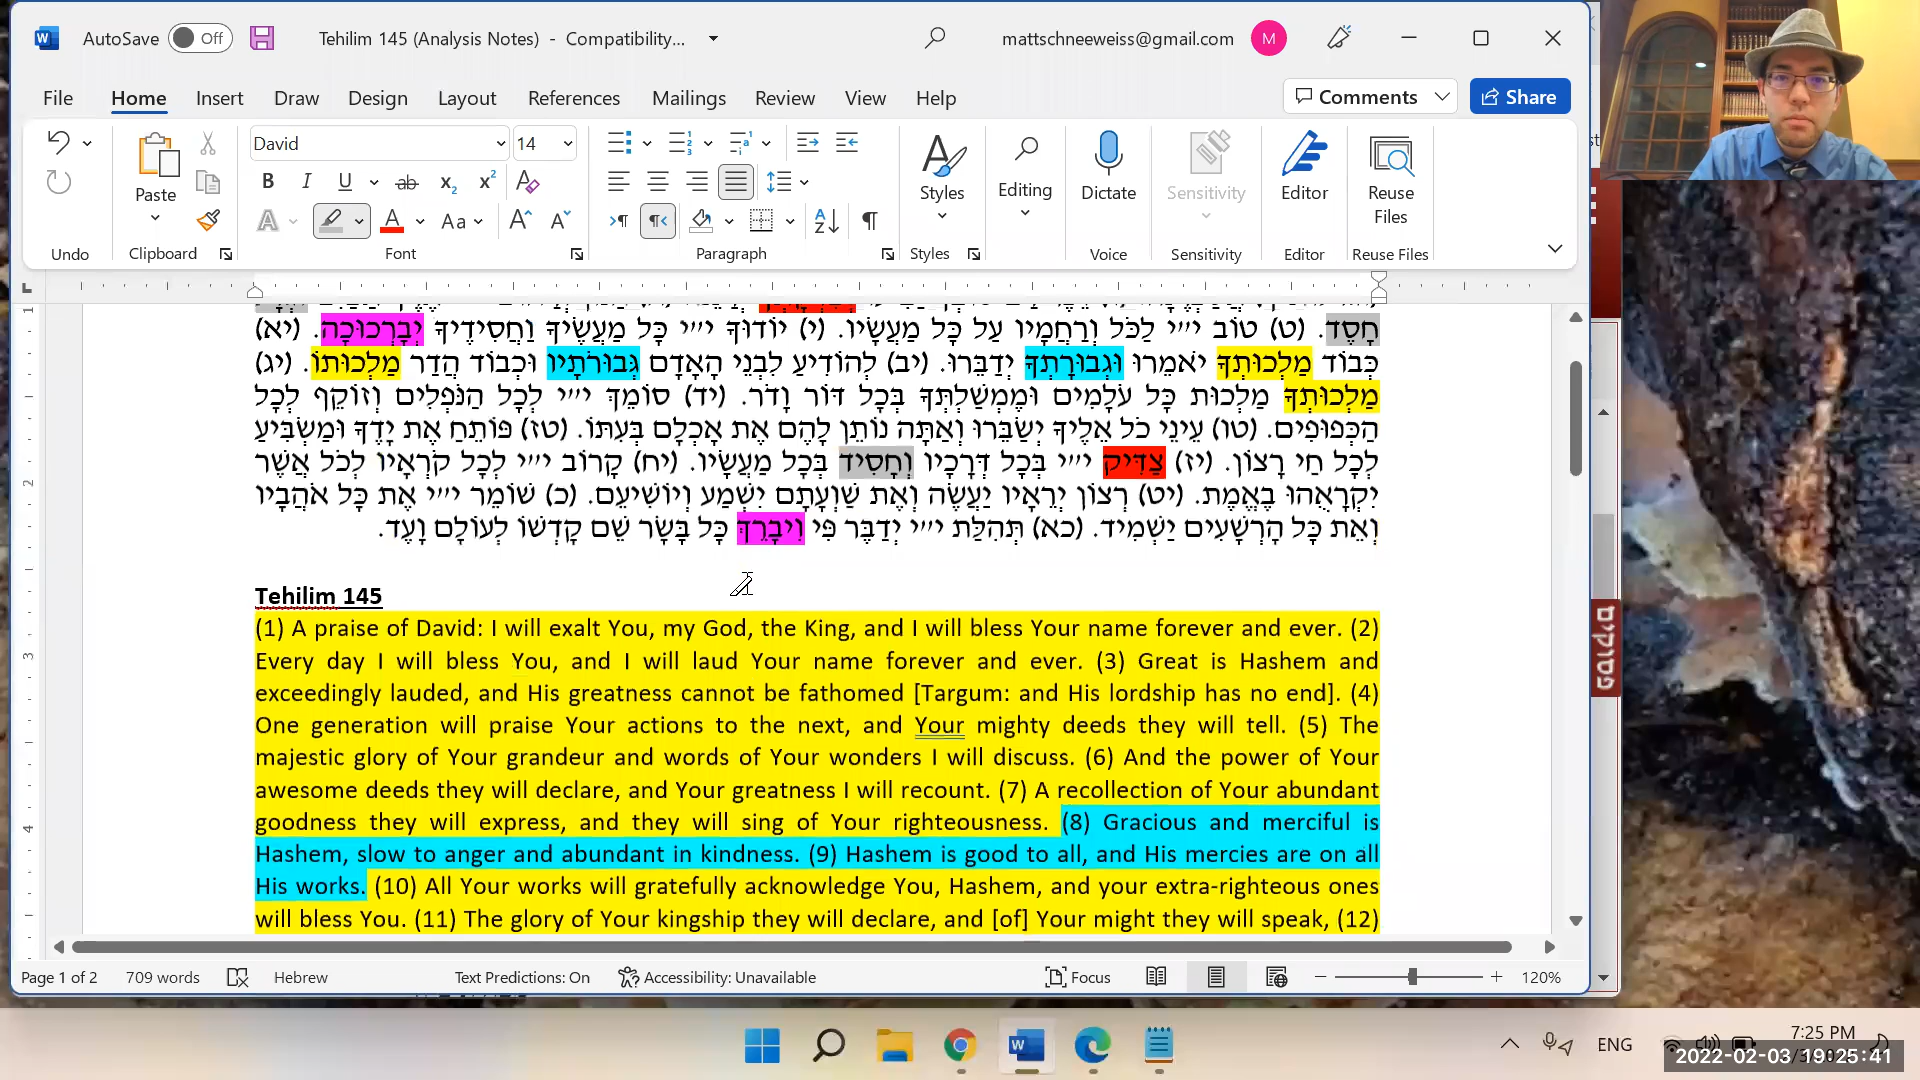 AutoSave Off Tehilim 145 (Analysis Notes) - Compatibility... mattschneeweiss@gmail.com M
File Home Insert Draw Design Layout References Mailings Review View Help Comments Share
David 14
Paste Styles Editing Dictate Sensitivity Editor Reuse Files
Undo Clipboard Font Paragraph Styles Voice Sensitivity Editor Reuse Files
חָסֶד. (ט) טוֹב י״י לַכֹּל וְרַחֲמָיו עַל כָּל מַעֲשָׂיו. (י) יוֹדוּךָ י״י כָּל מַעֲשֶׂיךָ וַחֲסִידֶיךָ יְבָרְכוּכָה. (יא)
כְּבוֹד מַלְכוּתְךָ יֹאמֵרוּ וּגְבוּרָתְךָ יְדַבֵּרוּ. (יב) לְהוֹדִיעַ לִבְנֵי הָאָדָם גְּבוּרֹתָיו וּכְבוֹד הֲדַר מַלְכוּתוֹ. (יג)
מַלְכוּתְךָ מַלְכוּת כָּל עֹלָמִים וּמֶמְשַׁלְתְּךָ בְּכָל דּוֹר וָדֹר. (יד) סוֹמֵךְ י״י לְכָל הַנֹּפְלִים וְזוֹקֵף לְכָל
הַכְּפוּפִים. (טו) עֵינֵי כֹל אֵלֶיךָ יְשַׂבֵּרוּ וְאַתָּה נוֹתֵן לָהֶם אֶת אָכְלָם בְּעִתּוֹ. (טז) פּוֹתֵחַ אֶת יָדֶךָ וּמַשְׂבִּיעַ
לְכָל חַי רָצוֹן. (יז) צַדִּיק י״י בְּכָל דְּרָכָיו וְחָסִיד בְּכָל מַעֲשָׂיו. (יח) קָרוֹב י״י לְכָל קֹרְאָיו לְכֹל אֲשֶׁר
יִקְרָאֻהוּ בֶאֱמֶת. (יט) רְצוֹן יְרֵאָיו יַעֲשֶׂה וְאֶת שַׁוְעָתָם יִשְׁמַע וְיוֹשִׁיעֵם. (כ) שׁוֹמֵר י״י אֶת כָּל אֹהֲבָיו
וְאֵת כָּל הָרְשָׁעִים יַשְׁמִיד. (כא) תְּהִלַּת י״י יְדַבֶּר פִּי וִיבָרֵךְ כָּל בָּשָׂר שֵׁם קָדְשׁוֹ לְעוֹלָם וָעֶד.
Tehilim 145
(1) A praise of David: I will exalt You, my God, the King, and I will bless Your name forever and ever. (2)
Every day I will bless You, and I will laud Your name forever and ever. (3) Great is Hashem and
exceedingly lauded, and His greatness cannot be fathomed [Targum: and His lordship has no end]. (4)
One generation will praise Your actions to the next, and Your mighty deeds they will tell. (5) The
majestic glory of Your grandeur and words of Your wonders I will discuss. (6) And the power of Your
awesome deeds they will declare, and Your greatness I will recount. (7) A recollection of Your abundant
goodness they will express, and they will sing of Your righteousness. (8) Gracious and merciful is
Hashem, slow to anger and abundant in kindness. (9) Hashem is good to all, and His mercies are on all
His works. (10) All Your works will gratefully acknowledge You, Hashem, and your extra-righteous ones
will bless You. (11) The glory of Your kingship they will declare, and [of] Your might they will speak, (12)
פסוקים
Page 1 of 2 709 words Hebrew Text Predictions: On Accessibility: Unavailable Focus 120%
ENG 7:25 PM
2022-02-03 19:25:41